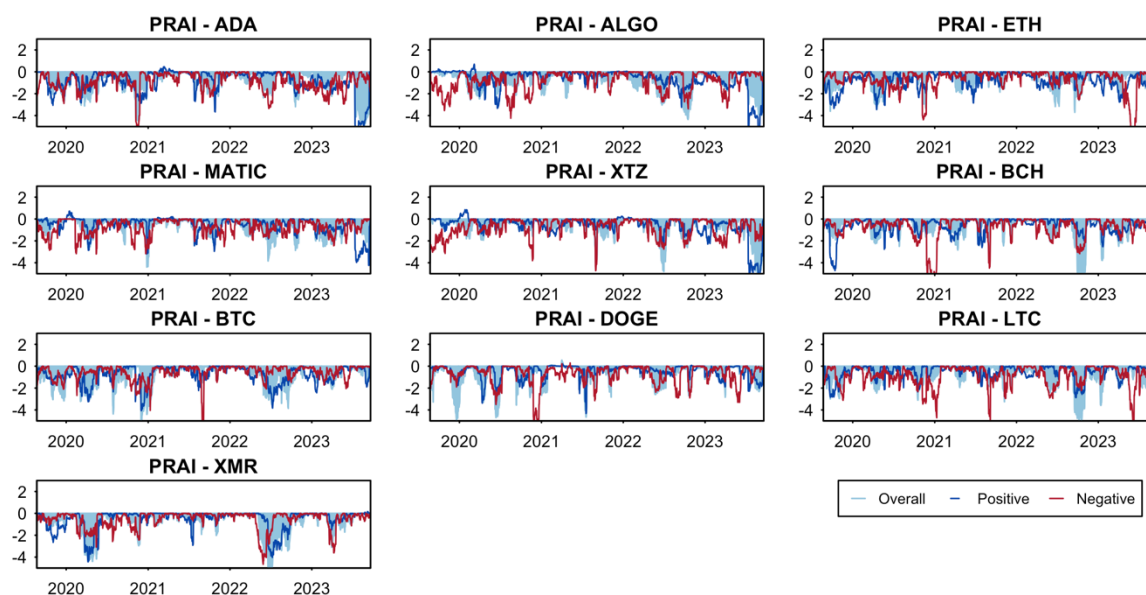 PRAI - ADA
2
0
-2
-4
2020 2021 2022 2023
PRAI - ALGO
2
0
-2
-4
2020 2021 2022 2023
PRAI - ETH
2
0
-2
-4
2020 2021 2022 2023
PRAI - MATIC
2
0
-2
-4
2020 2021 2022 2023
PRAI - XTZ
2
0
-2
-4
2020 2021 2022 2023
PRAI - BCH
2
0
-2
-4
2020 2021 2022 2023
PRAI - BTC
2
0
-2
-4
2020 2021 2022 2023
PRAI - DOGE
2
0
-2
-4
2020 2021 2022 2023
PRAI - LTC
2
0
-2
-4
2020 2021 2022 2023
PRAI - XMR
2
0
-2
-4
2020 2021 2022 2023
Overall Positive Negative